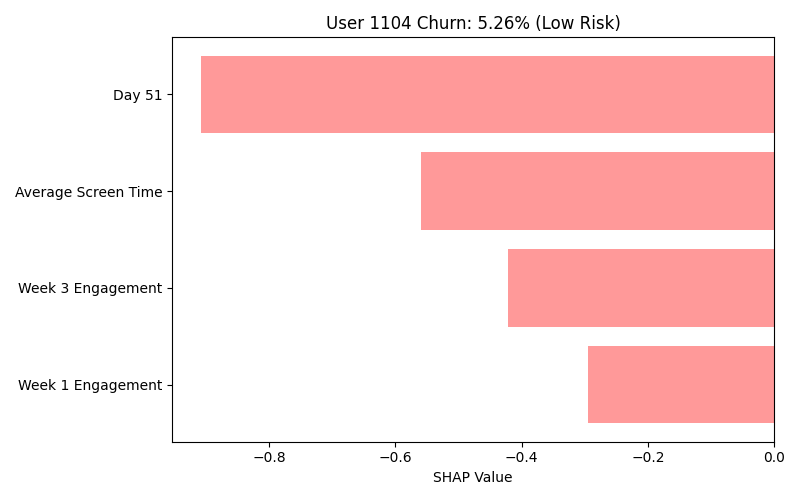 User 1104 Churn: 5.26% (Low Risk)
Day 51
Average Screen Time
Week 3 Engagement
Week 1 Engagement
−0.8 −0.6 −0.4 −0.2 0.0
SHAP Value